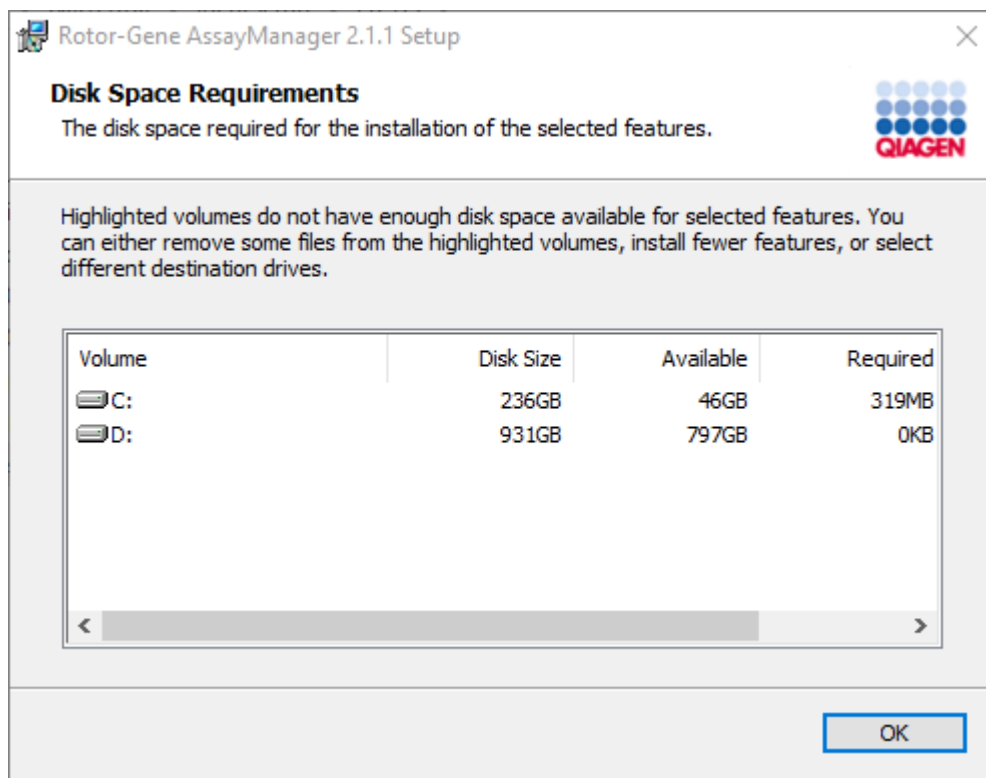 Rotor-Gene AssayManager 2.1.1 Setup
Disk Space Requirements
The disk space required for the installation of the selected features.
QIAGEN
Highlighted volumes do not have enough disk space available for selected features. You
can either remove some files from the highlighted volumes, install fewer features, or select
different destination drives.
Volume Disk Size Available Required
C: 236GB 46GB 319MB
D: 931GB 797GB 0KB
OK